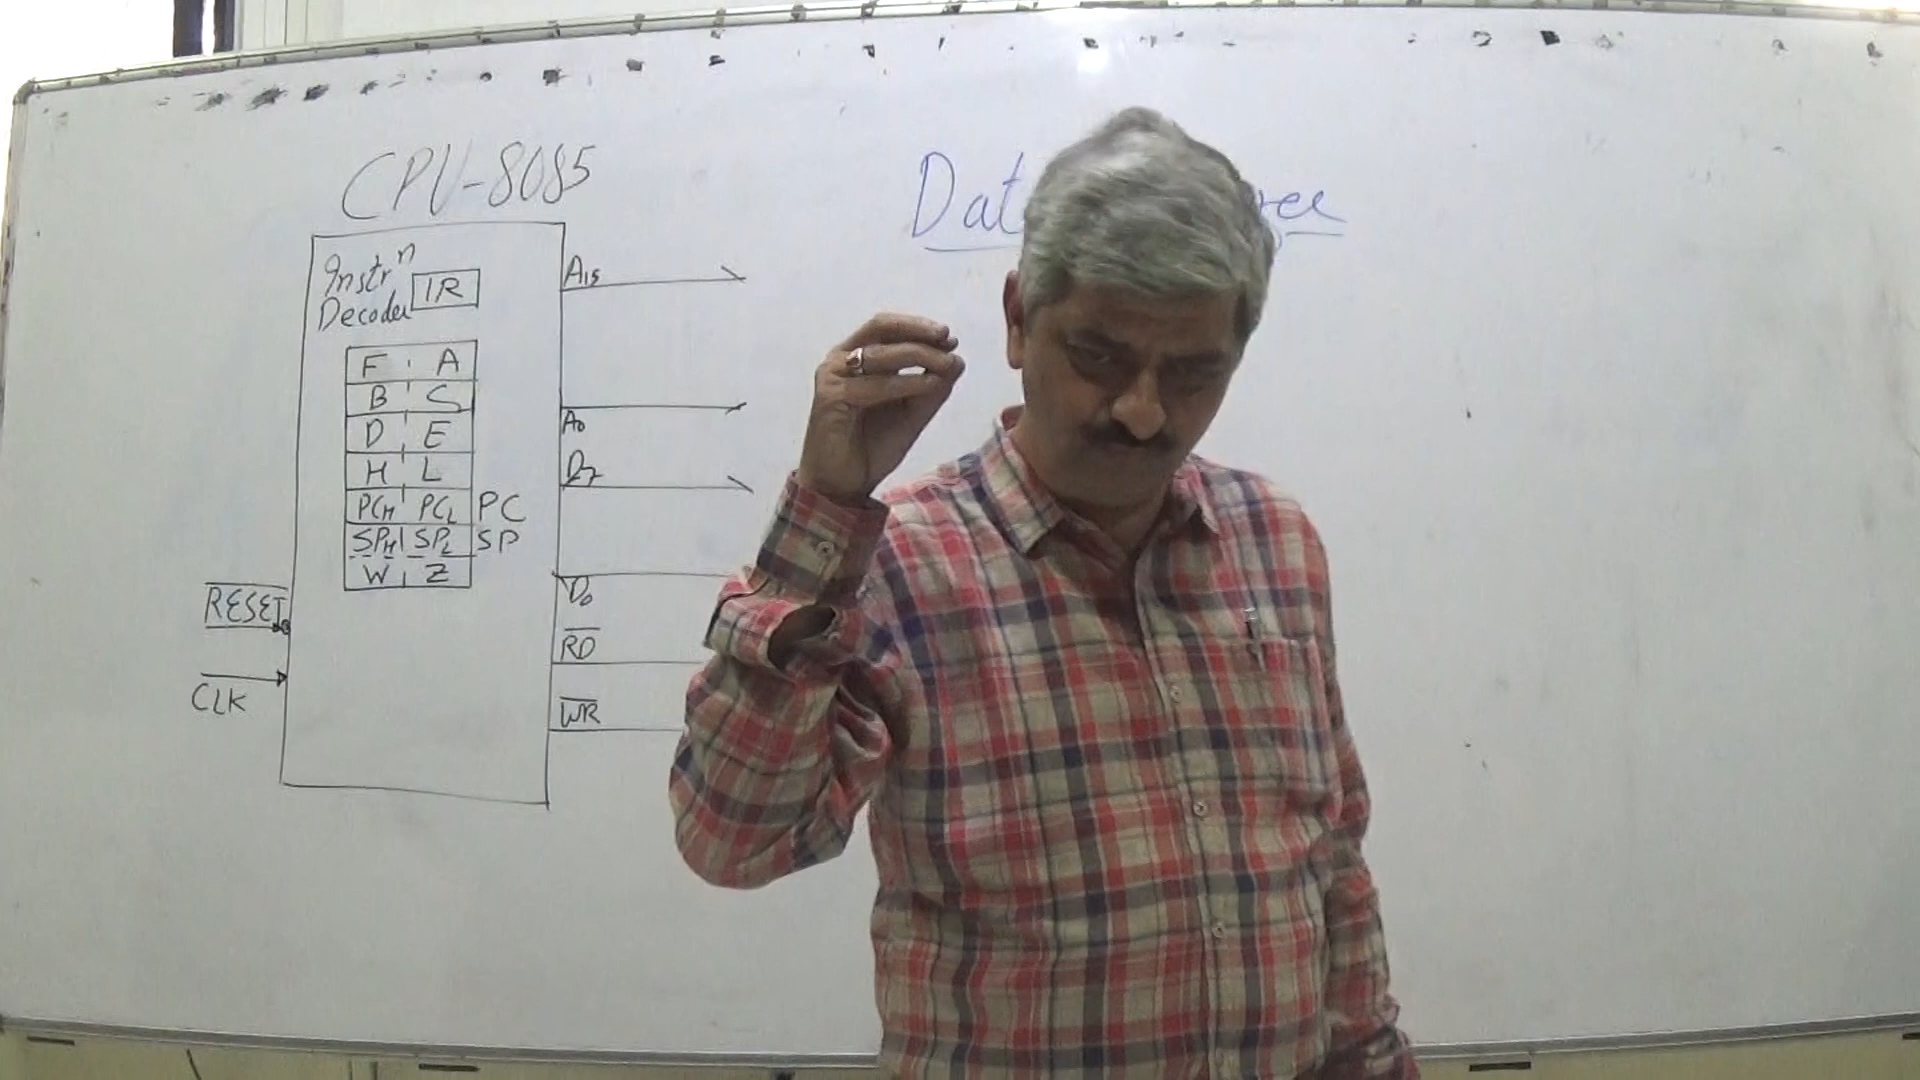 CPU-8085
Instrⁿ
Decoder
IR
F A
B C
D E
H L
PCH PCL PC
SPH SPL SP
W Z
RESET
CLK
A15
A0
D7
D0
RD
WR